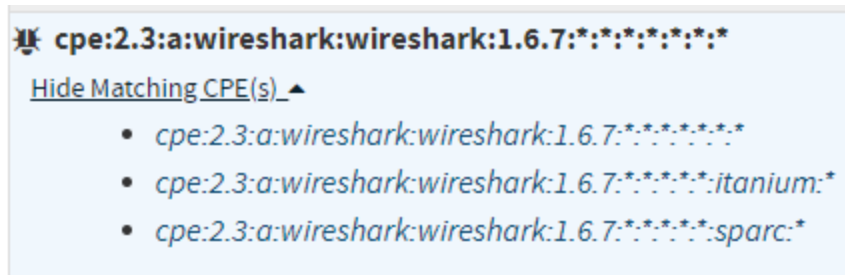 cpe:2.3:a:wireshark:wireshark:1.6.7:*:*:*:*:*:*:*
Hide Matching CPE(s)
cpe:2.3:a:wireshark:wireshark:1.6.7:*:*:*:*:*:*:*
cpe:2.3:a:wireshark:wireshark:1.6.7:*:*:*:*:*:itanium:*
cpe:2.3:a:wireshark:wireshark:1.6.7:*:*:*:*:*:sparc:*